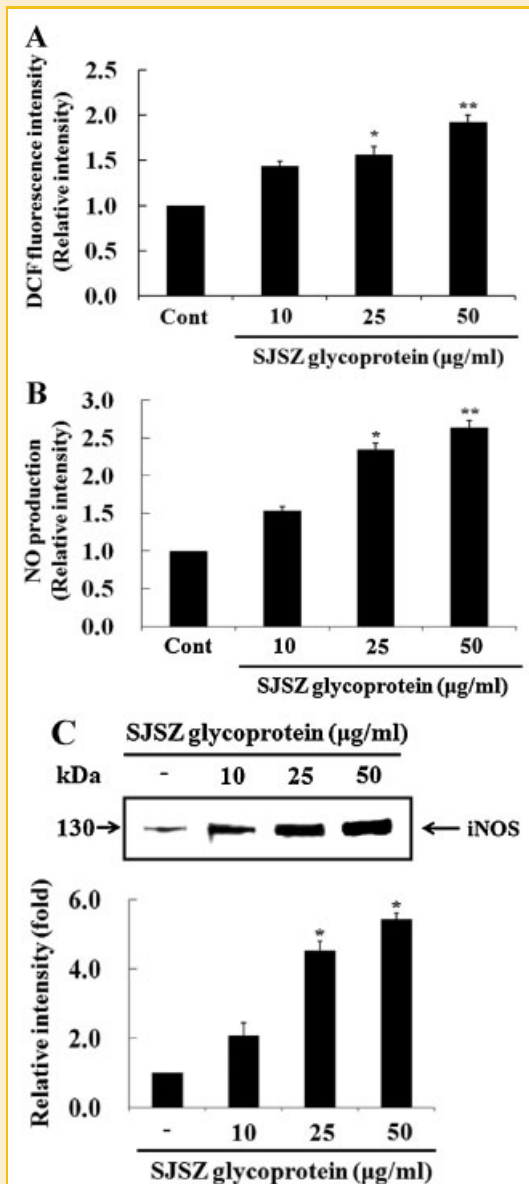 A
DCF fluorescence intensity
(Relative intensity)
2.5
2.0
1.5
1.0
0.5
0.0
* **
Cont 10 25 50
SJSZ glycoprotein (µg/ml)
B
NO production
(Relative intensity)
3.0
2.5
2.0
1.5
1.0
0.5
0.0
* **
Cont 10 25 50
SJSZ glycoprotein (µg/ml)
C
SJSZ glycoprotein (µg/ml)
kDa - 10 25 50
130→ ← iNOS
Relative intensity (fold)
6.0
4.0
2.0
0.0
* *
- 10 25 50
SJSZ glycoprotein (µg/ml)